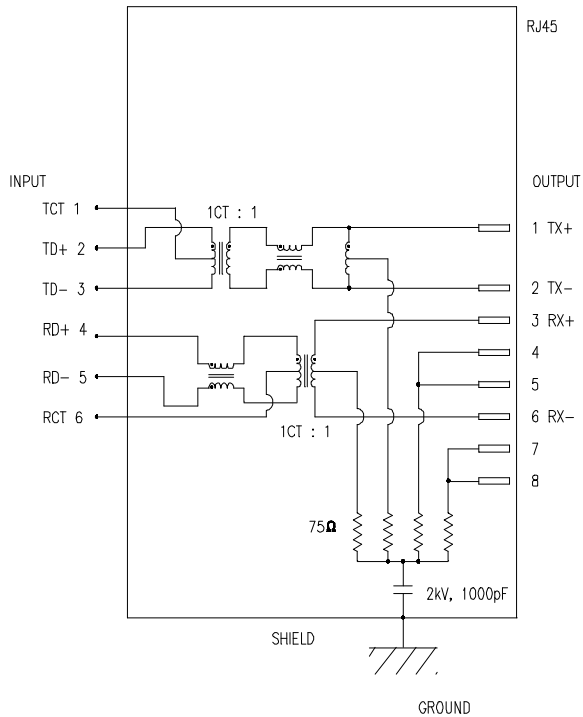 RJ45
INPUT
OUTPUT
TCT 1
1CT : 1
TD+ 2
1 TX+
TD- 3
2 TX-
3 RX+
RD+ 4
4
RD- 5
5
RCT 6
6 RX-
1CT : 1
7
8
75Ω
2kV, 1000pF
SHIELD
GROUND